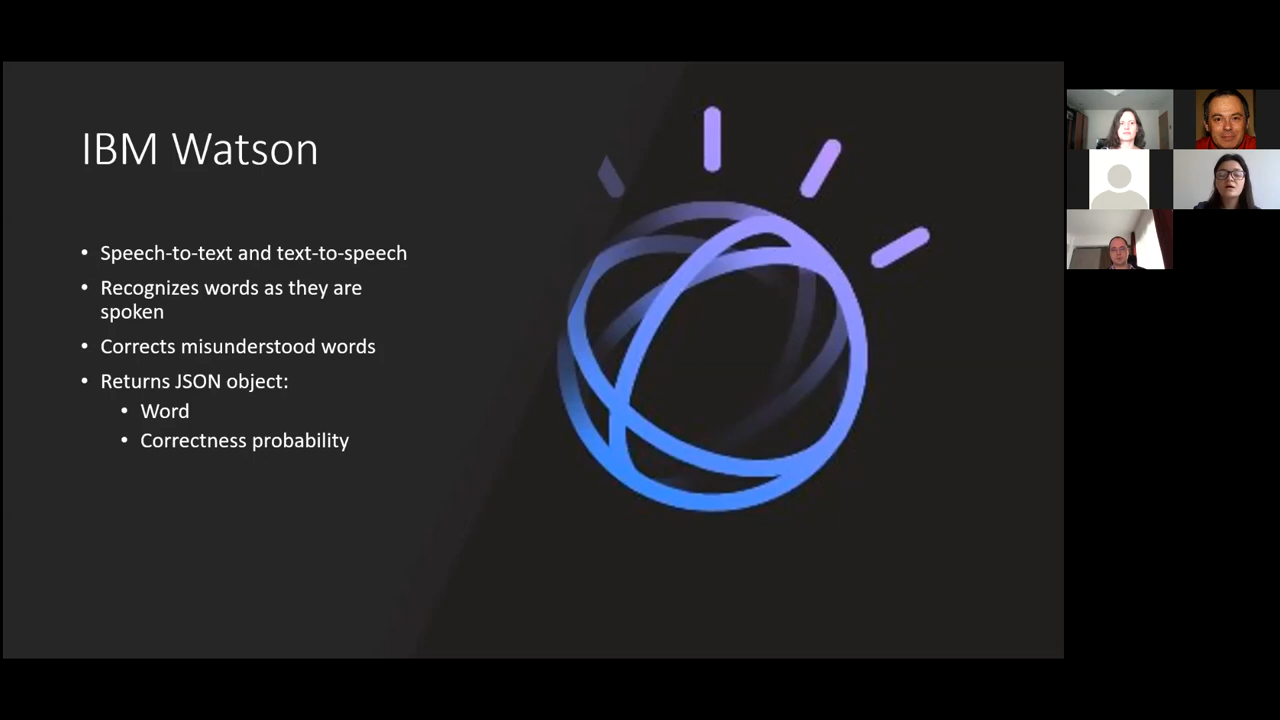 IBM Watson
• Speech-to-text and text-to-speech
• Recognizes words as they are
spoken
• Corrects misunderstood words
• Returns JSON object:
• Word
• Correctness probability